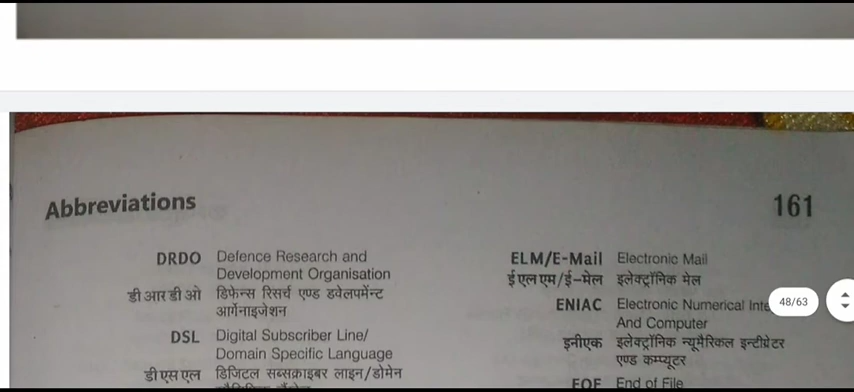 Abbreviations
161
DRDO Defence Research and
Development Organisation
डी आर डी ओ डिफेन्स रिसर्च एण्ड डवेलपमेन्ट
आर्गेनाइजेशन
DSL Digital Subscriber Line/
Domain Specific Language
डी एस एल डिजिटल सब्सक्राइबर लाइन/डोमेन
ELM/E-Mail Electronic Mail
ई एल एम/ई-मेल इलेक्ट्रॉनिक मेल
ENIAC Electronic Numerical Inte
48/63
And Computer
इनीएक इलेक्ट्रॉनिक न्यूमैरिकल इन्टीग्रेटर
एण्ड कम्प्यूटर
EOF End of File